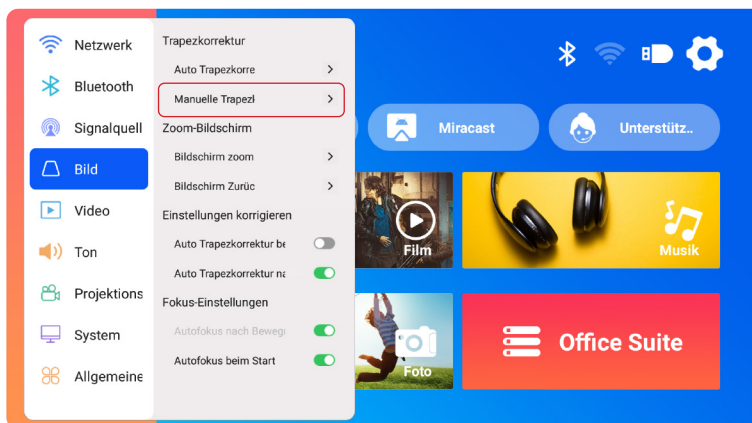 Netzwerk
Bluetooth
Signalquell
Bild
Video
Ton
Projektions
System
Allgemeine
Trapezkorrektur
Auto Trapezkorre
Manuelle Trapezk
Zoom-Bildschirm
Bildschirm zoom
Bildschirm Zurüc
Einstellungen korrigieren
Auto Trapezkorrektur be
Auto Trapezkorrektur na
Fokus-Einstellungen
Autofokus nach Bewegu
Autofokus beim Start
Miracast
Unterstütz..
Film
Musik
Foto
Office Suite